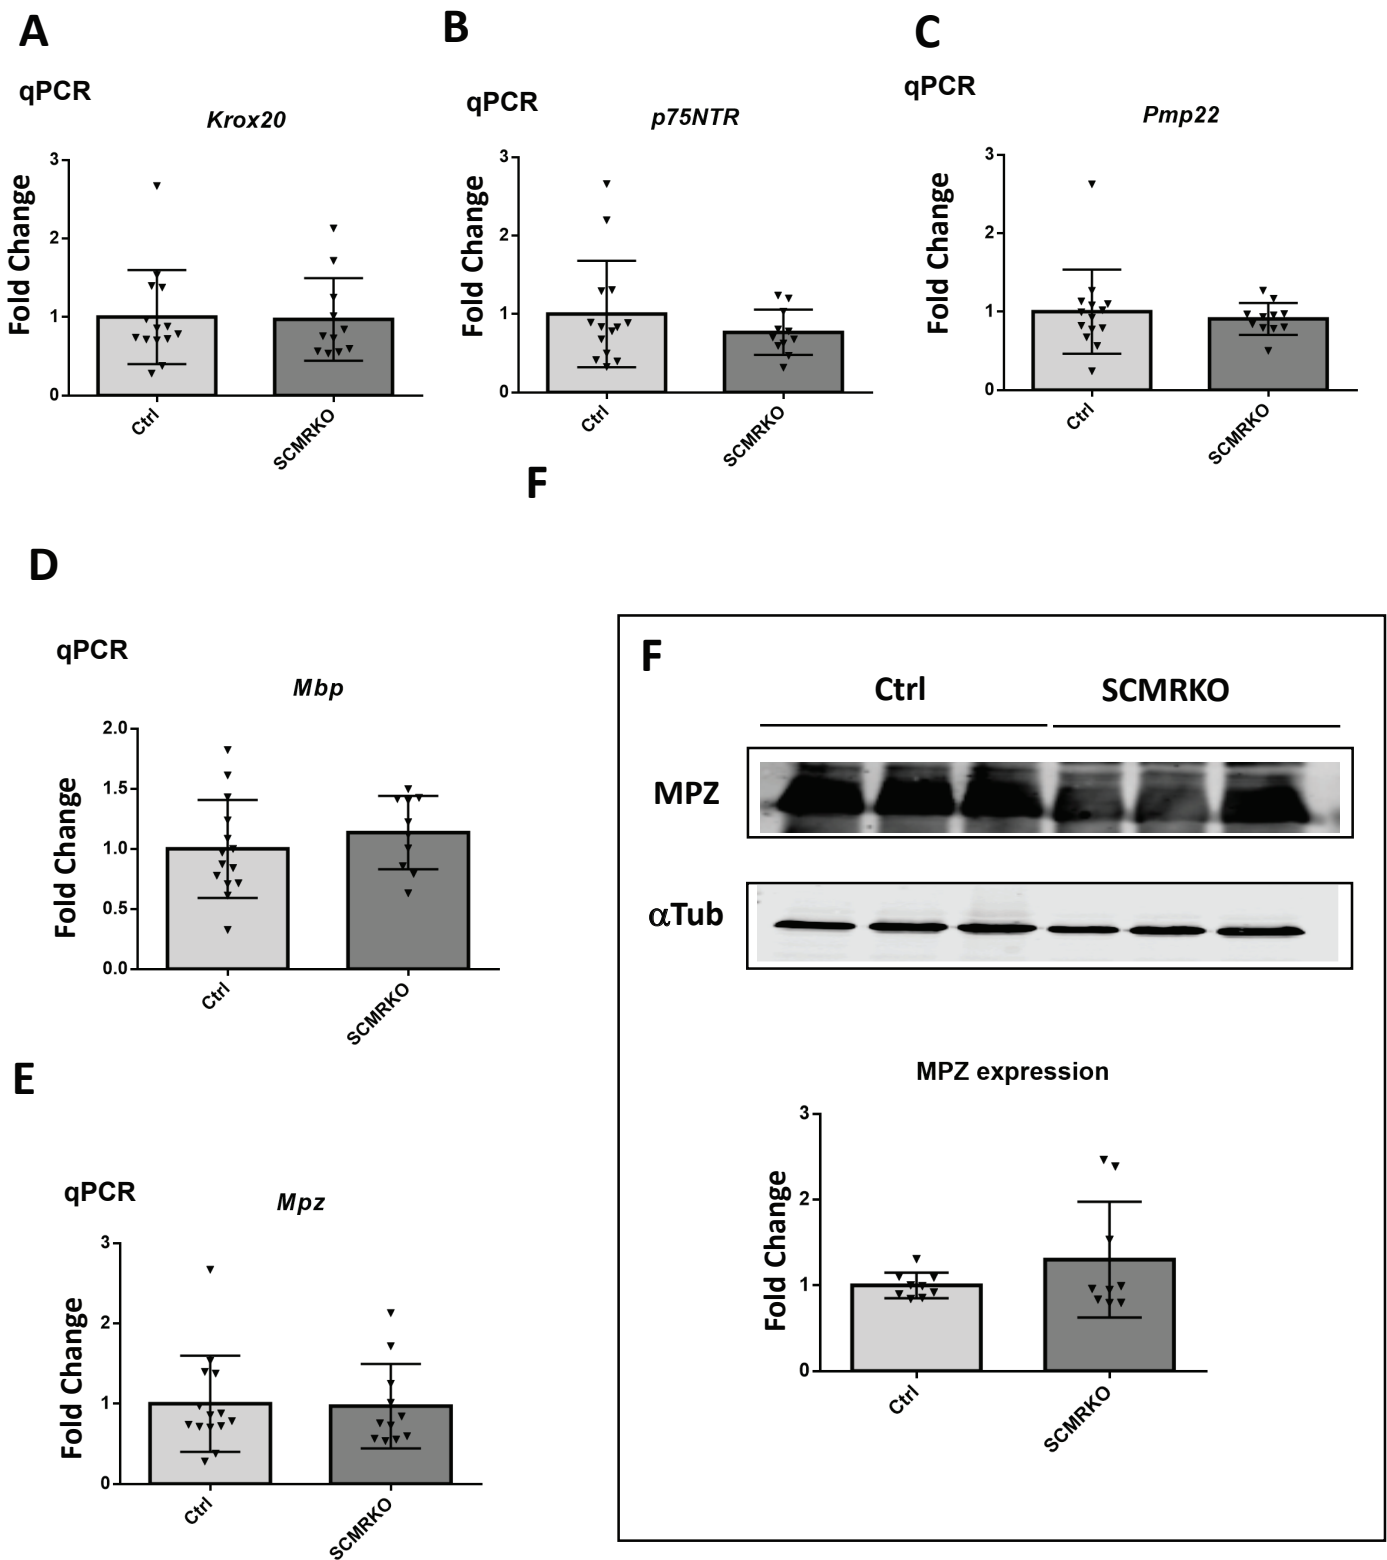 A
B
C
qPCR
Krox20
Fold Change
3
2
1
0
Ctrl
SCMRKO
qPCR
p75NTR
Fold Change
3
2
1
0
Ctrl
SCMRKO
qPCR
Pmp22
Fold Change
3
2
1
0
Ctrl
SCMRKO
F
D
qPCR
Mbp
Fold Change
2.0
1.5
1.0
0.5
0.0
Ctrl
SCMRKO
E
qPCR
Mpz
Fold Change
3
2
1
0
Ctrl
SCMRKO
F
Ctrl SCMRKO
MPZ
αTub
MPZ expression
Fold Change
3
2
1
0
Ctrl
SCMRKO